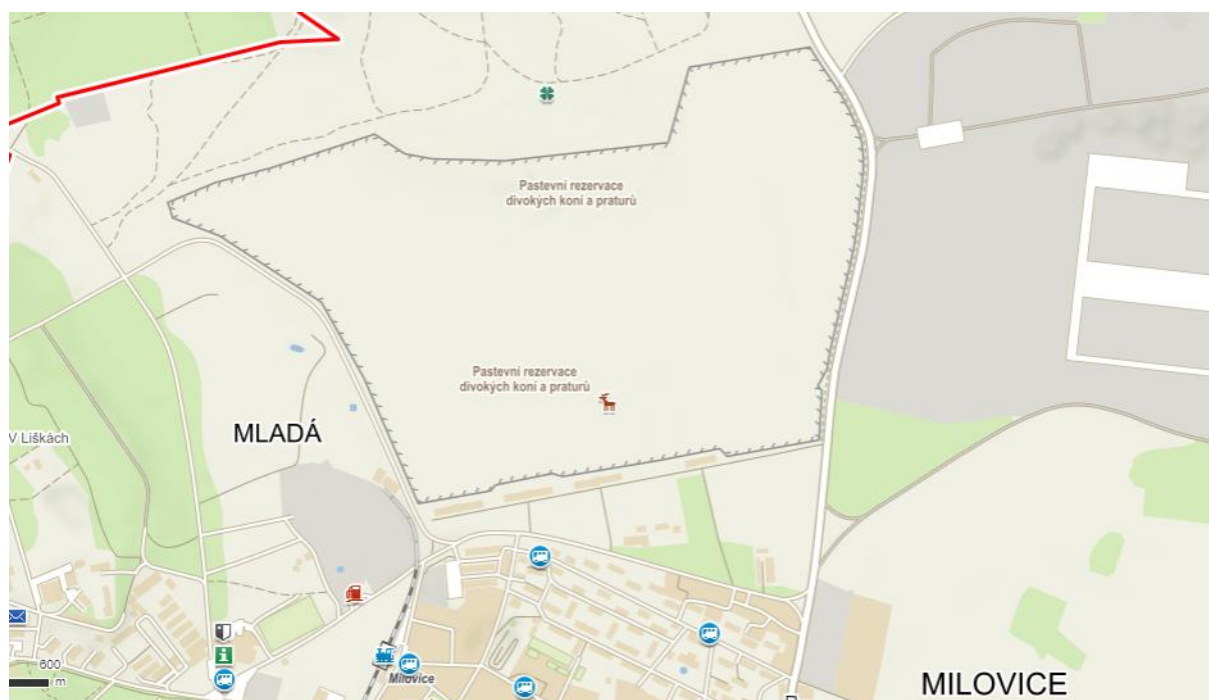 Pastevní rezervace
divokých koní a praturů
Pastevní rezervace
divokých koní a praturů
MLADÁ
V Liškách
600
m
Milovice
MILOVICE